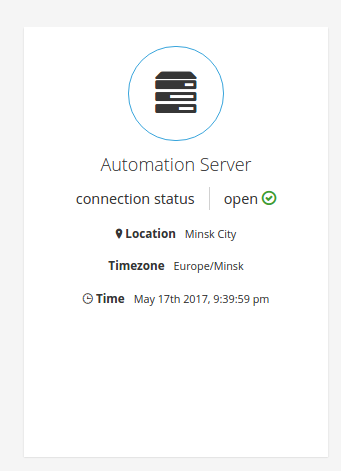 Automation Server
connection status open
Location Minsk City
Timezone Europe/Minsk
Time May 17th 2017, 9:39:59 pm